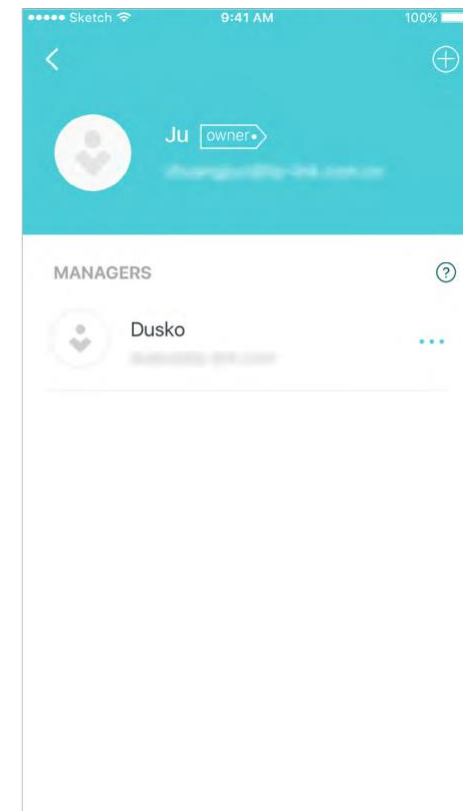 Sketch 9:41 AM 100%
Ju owner
MANAGERS ?
Dusko
...